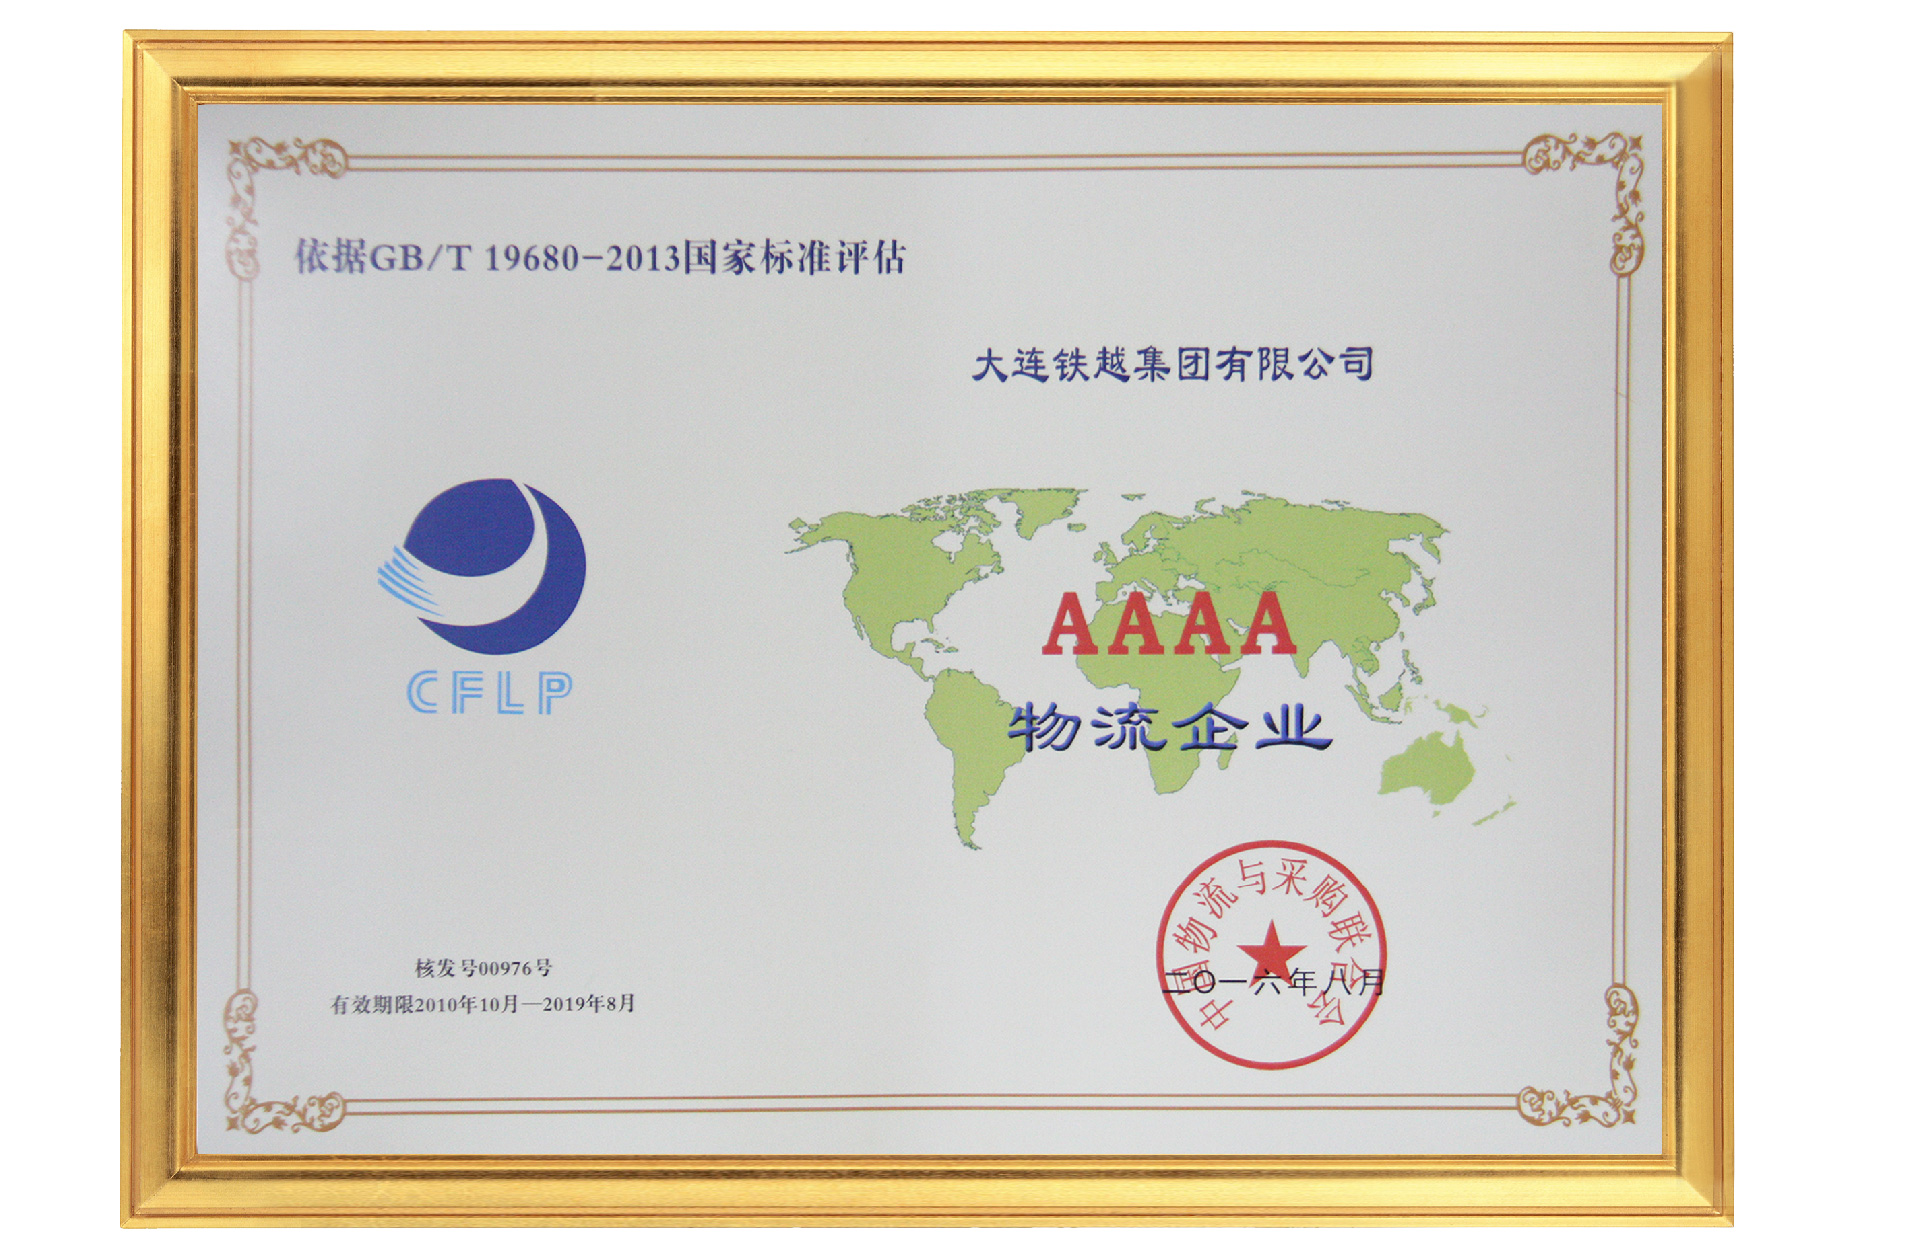 依据GB/T 19680-2013国家标准评估
大连铁越集团有限公司
CFLP
AAAA
物流企业
中国物流与采购联合会
二〇一六年八月
核发号00976号
有效期限2010年10月—2019年8月